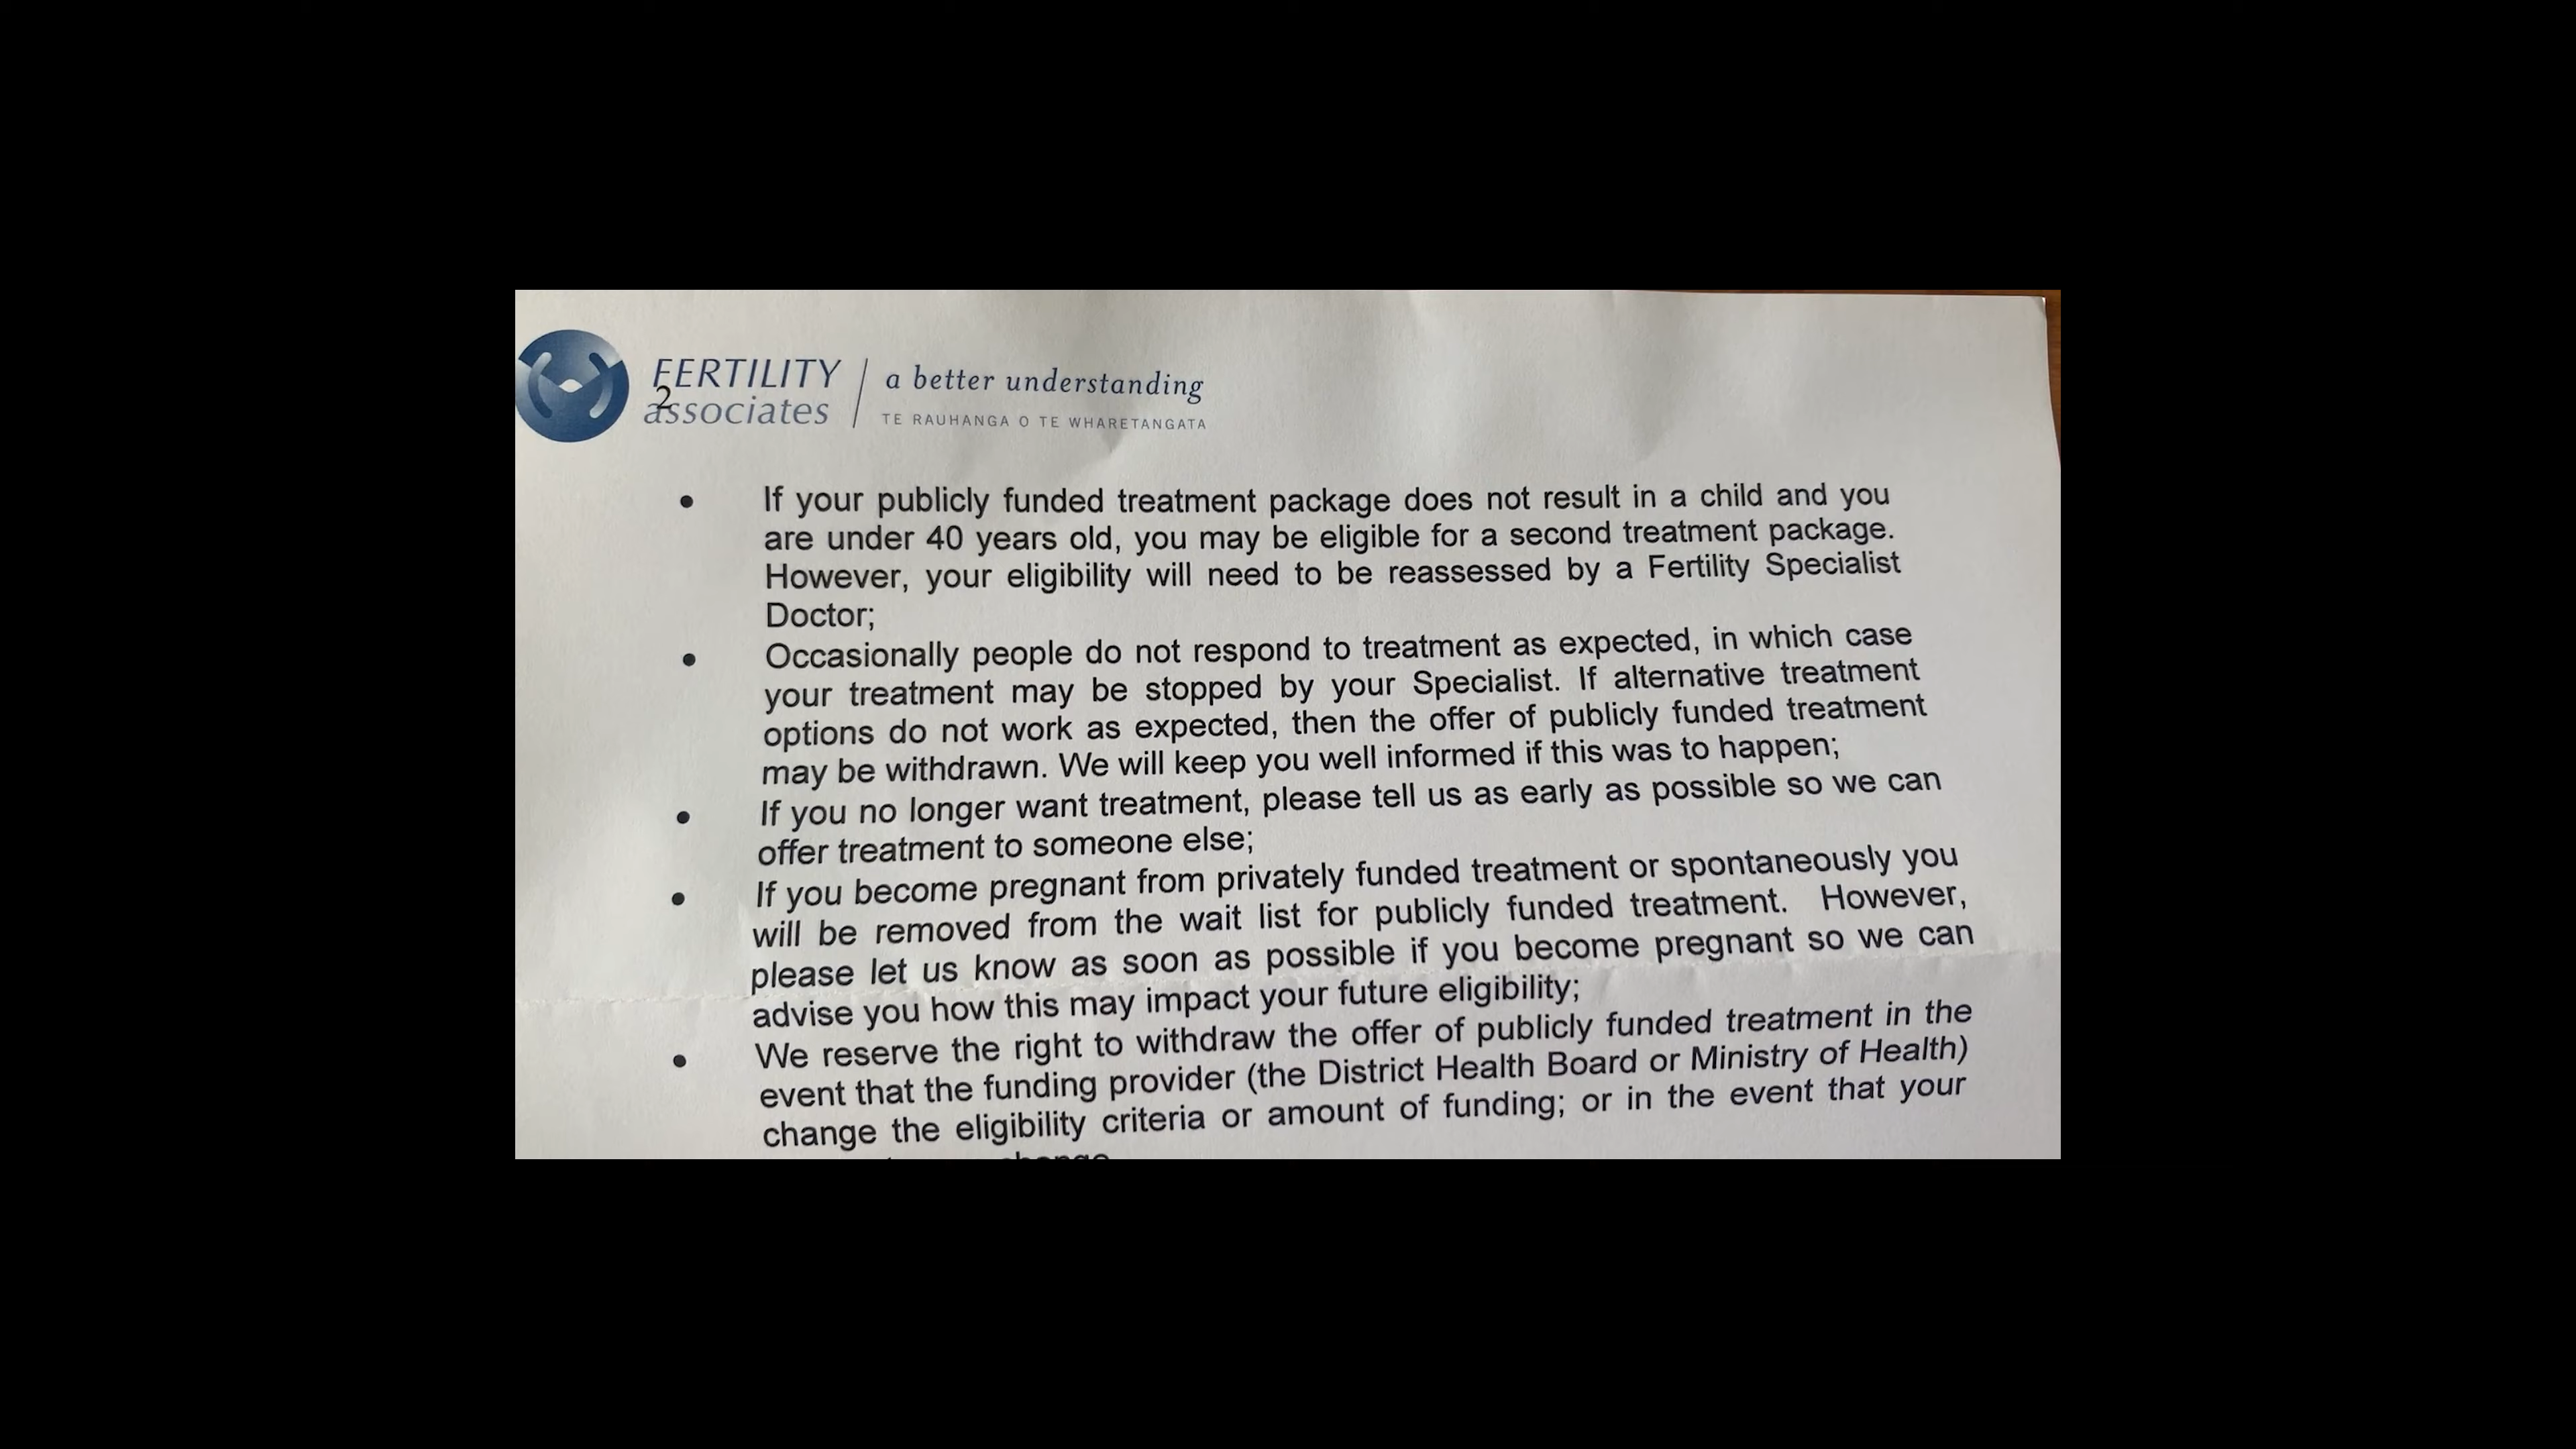 FERTILITY
2
associates
a better understanding
TE RAUHANGA O TE WHARETANGATA
• If your publicly funded treatment package does not result in a child and you
are under 40 years old, you may be eligible for a second treatment package.
However, your eligibility will need to be reassessed by a Fertility Specialist
Doctor;
• Occasionally people do not respond to treatment as expected, in which case
your treatment may be stopped by your Specialist. If alternative treatment
options do not work as expected, then the offer of publicly funded treatment
may be withdrawn. We will keep you well informed if this was to happen;
• If you no longer want treatment, please tell us as early as possible so we can
offer treatment to someone else;
• If you become pregnant from privately funded treatment or spontaneously you
will be removed from the wait list for publicly funded treatment. However,
please let us know as soon as possible if you become pregnant so we can
advise you how this may impact your future eligibility;
• We reserve the right to withdraw the offer of publicly funded treatment in the
event that the funding provider (the District Health Board or Ministry of Health)
change the eligibility criteria or amount of funding; or in the event that your
change